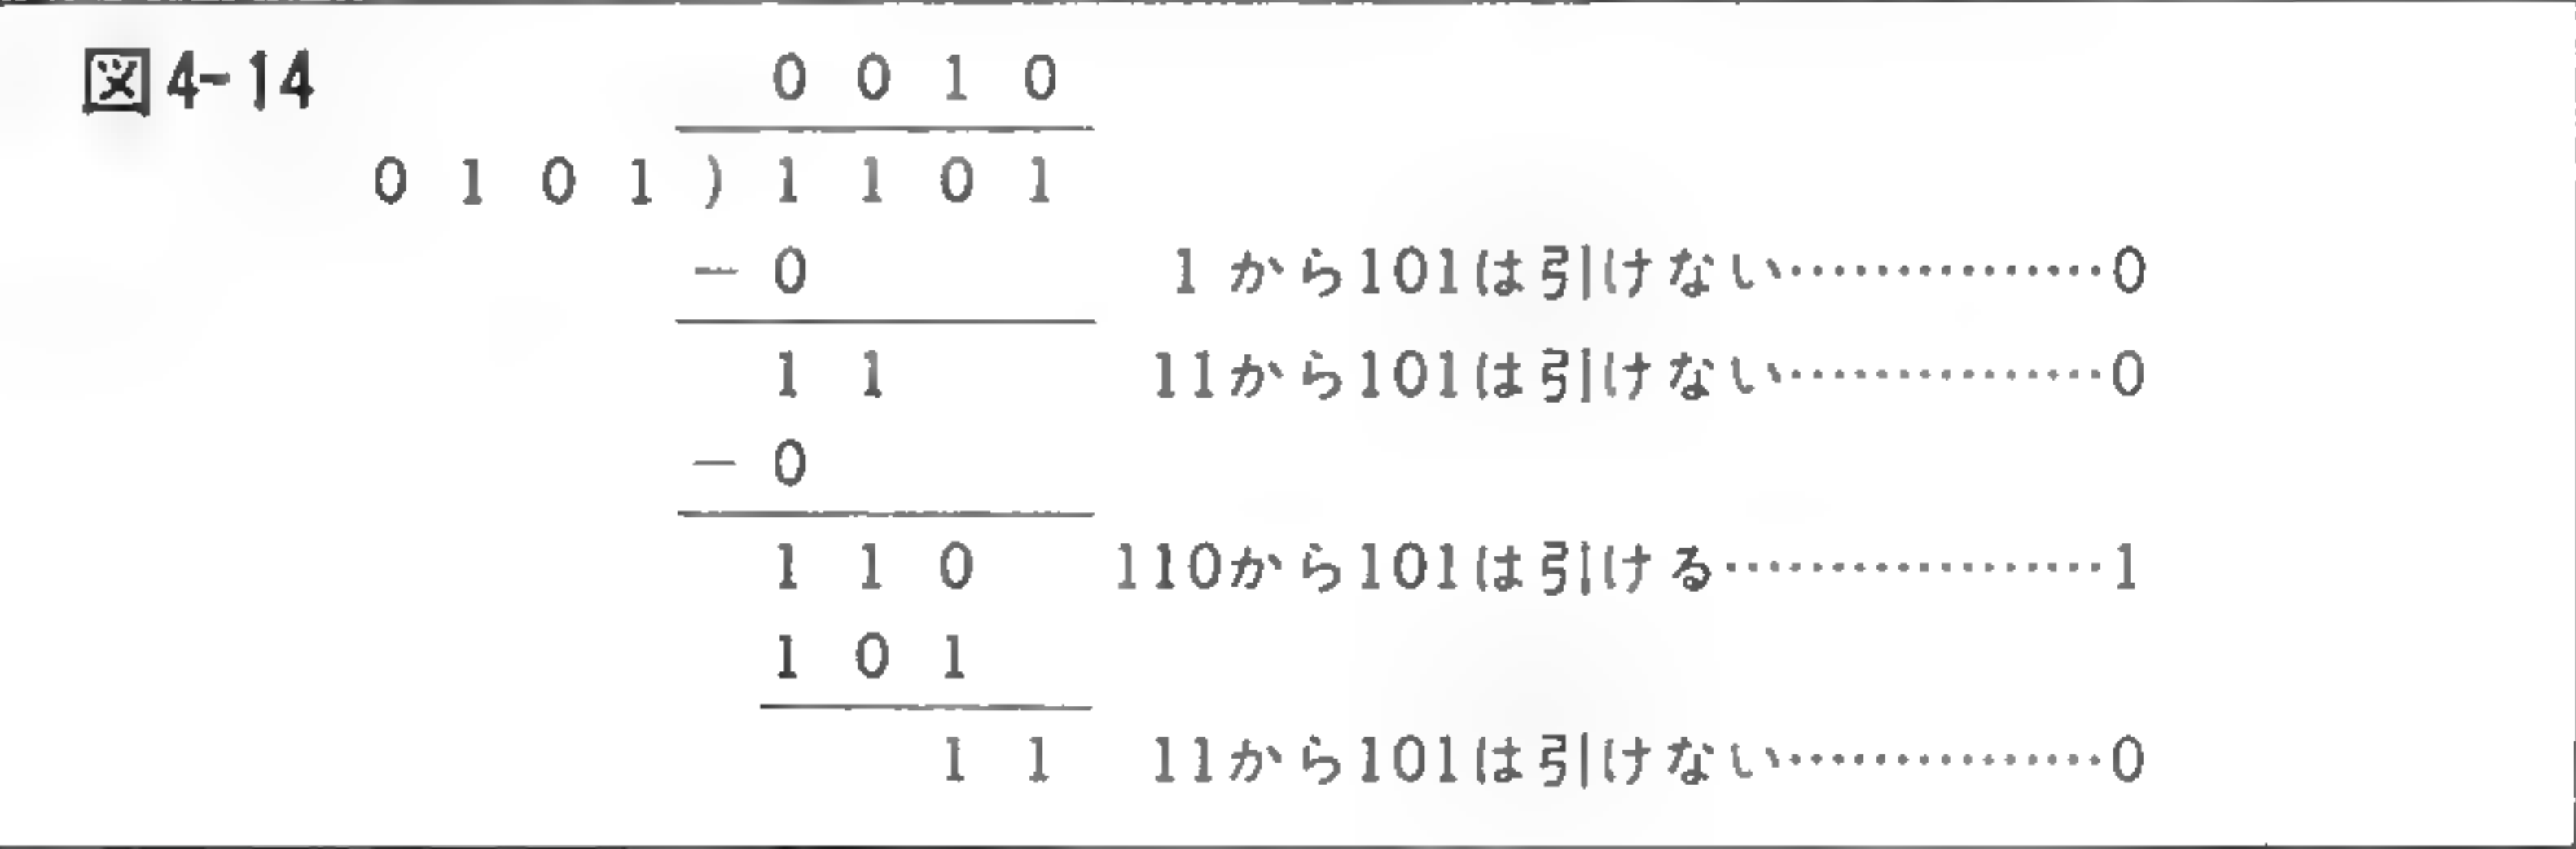 図4-14
0 0 1 0
0 1 0 1 ) 1 1 0 1
－ 0 1から101は引けない……………0
1 1 11から101は引けない……………0
－ 0
1 1 0 110から101は引ける………………1
1 0 1
1 1 11から101は引けない……………0